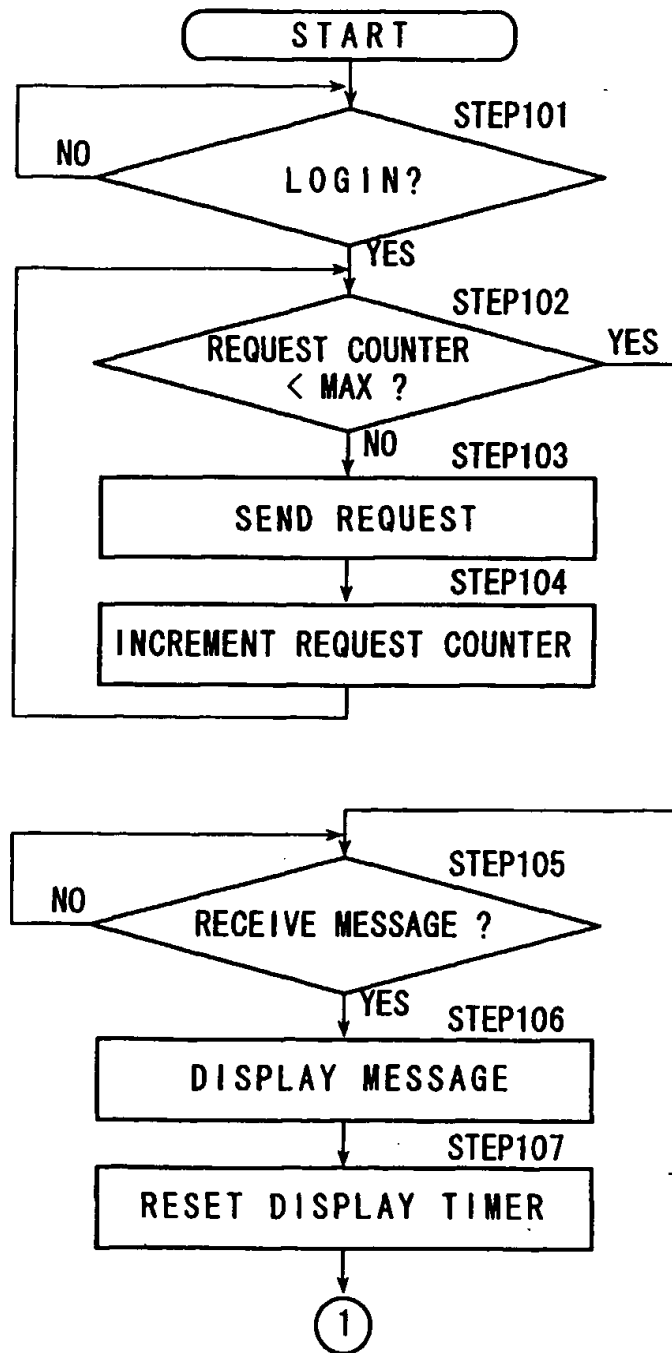 START
STEP101
NO
LOGIN?
YES
STEP102
REQUEST COUNTER
< MAX ?
YES
NO
STEP103
SEND REQUEST
STEP104
INCREMENT REQUEST COUNTER
STEP105
NO
RECEIVE MESSAGE ?
YES
STEP106
DISPLAY MESSAGE
STEP107
RESET DISPLAY TIMER
1